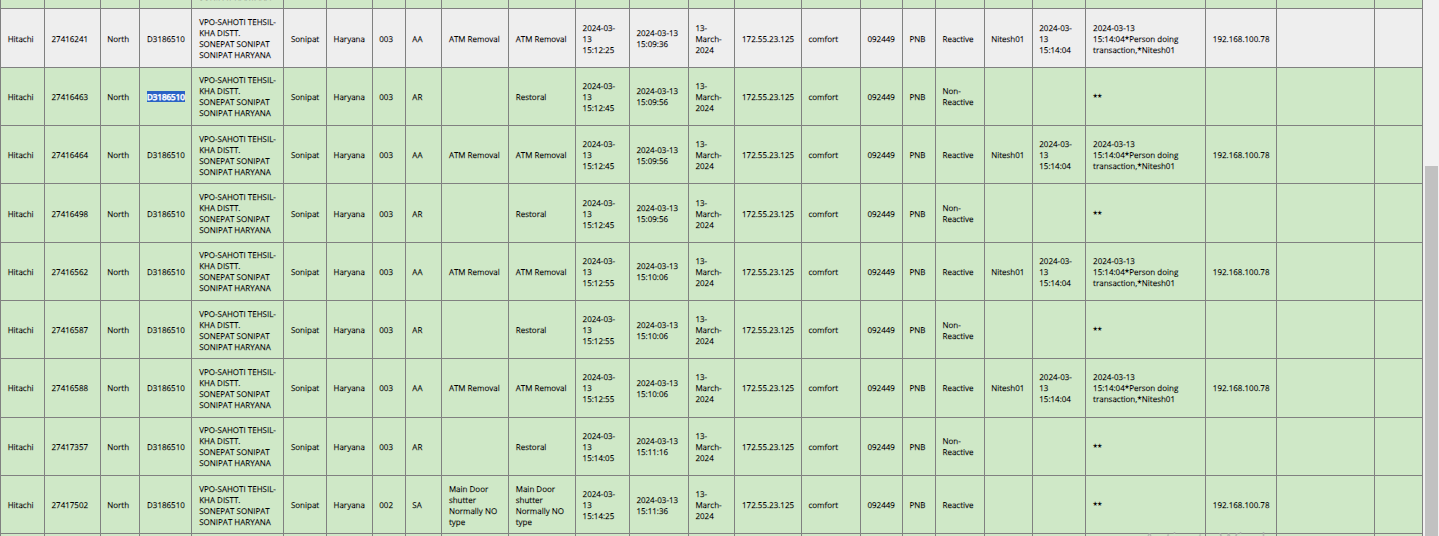 Hitachi 27416241 North D3186510 VPO-SAHOTI TEHSIL-KHA DISTT. SONEPAT SONIPAT SONIPAT HARYANA Sonipat Haryana 003 AA ATM Removal ATM Removal 2024-03-13 15:12:25 2024-03-13 15:09:36 13-March-2024 172.55.23.125 comfort 092449 PNB Reactive Nitesh01 2024-03-13 15:14:04 2024-03-13 15:14:04*Person doing transaction,*Nitesh01 192.168.100.78
Hitachi 27416463 North D3186510 VPO-SAHOTI TEHSIL-KHA DISTT. SONEPAT SONIPAT SONIPAT HARYANA Sonipat Haryana 003 AR Restoral 2024-03-13 15:12:45 2024-03-13 15:09:56 13-March-2024 172.55.23.125 comfort 092449 PNB Non-Reactive **
Hitachi 27416464 North D3186510 VPO-SAHOTI TEHSIL-KHA DISTT. SONEPAT SONIPAT SONIPAT HARYANA Sonipat Haryana 003 AA ATM Removal ATM Removal 2024-03-13 15:12:45 2024-03-13 15:09:56 13-March-2024 172.55.23.125 comfort 092449 PNB Reactive Nitesh01 2024-03-13 15:14:04 2024-03-13 15:14:04*Person doing transaction,*Nitesh01 192.168.100.78
Hitachi 27416498 North D3186510 VPO-SAHOTI TEHSIL-KHA DISTT. SONEPAT SONIPAT SONIPAT HARYANA Sonipat Haryana 003 AR Restoral 2024-03-13 15:12:45 2024-03-13 15:09:56 13-March-2024 172.55.23.125 comfort 092449 PNB Non-Reactive **
Hitachi 27416562 North D3186510 VPO-SAHOTI TEHSIL-KHA DISTT. SONEPAT SONIPAT SONIPAT HARYANA Sonipat Haryana 003 AA ATM Removal ATM Removal 2024-03-13 15:12:55 2024-03-13 15:10:06 13-March-2024 172.55.23.125 comfort 092449 PNB Reactive Nitesh01 2024-03-13 15:14:04 2024-03-13 15:14:04*Person doing transaction,*Nitesh01 192.168.100.78
Hitachi 27416587 North D3186510 VPO-SAHOTI TEHSIL-KHA DISTT. SONEPAT SONIPAT SONIPAT HARYANA Sonipat Haryana 003 AR Restoral 2024-03-13 15:12:55 2024-03-13 15:10:06 13-March-2024 172.55.23.125 comfort 092449 PNB Non-Reactive **
Hitachi 27416588 North D3186510 VPO-SAHOTI TEHSIL-KHA DISTT. SONEPAT SONIPAT SONIPAT HARYANA Sonipat Haryana 003 AA ATM Removal ATM Removal 2024-03-13 15:12:55 2024-03-13 15:10:06 13-March-2024 172.55.23.125 comfort 092449 PNB Reactive Nitesh01 2024-03-13 15:14:04 2024-03-13 15:14:04*Person doing transaction,*Nitesh01 192.168.100.78
Hitachi 27417357 North D3186510 VPO-SAHOTI TEHSIL-KHA DISTT. SONEPAT SONIPAT SONIPAT HARYANA Sonipat Haryana 003 AR Restoral 2024-03-13 15:14:05 2024-03-13 15:11:16 13-March-2024 172.55.23.125 comfort 092449 PNB Non-Reactive **
Hitachi 27417502 North D3186510 VPO-SAHOTI TEHSIL-KHA DISTT. SONEPAT SONIPAT SONIPAT HARYANA Sonipat Haryana 002 SA Main Door shutter Normally NO type Main Door shutter Normally NO type 2024-03-13 15:14:25 2024-03-13 15:11:36 13-March-2024 172.55.23.125 comfort 092449 PNB Reactive ** 192.168.100.78